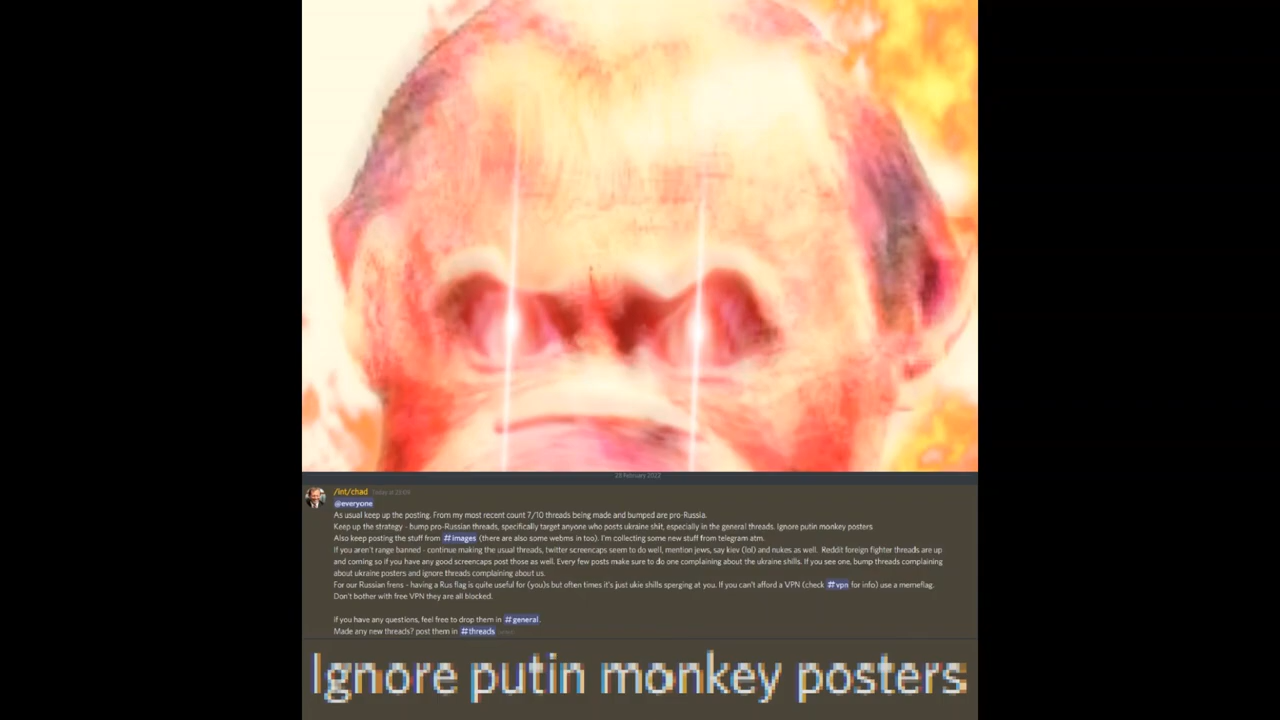 28 February 2022
/int/chad Today at 20:09
@everyone
As usual keep up the posting. From my most recent count 7/10 threads being made and bumped are pro-Russia.
Keep up the strategy - bump pro-Russian threads, specifically target anyone who posts ukraine shit, especially in the general threads. Ignore putin monkey posters.
Also keep posting the stuff from #images (there are also some webms in too). I'm collecting some new stuff from telegram atm.
If you aren't range banned - continue making the usual threads, twitter screencaps seem to do well, mention jews, say kiev (lol) and nukes as well. Reddit foreign fighter threads are up
and coming so if you have any good screencaps post those as well. Every few posts make sure to do one complaining about the ukraine shills. If you see one, bump threads complaining
about ukraine posters and ignore threads complaining about us.
For our Russian frens - having a Rus flag is quite useful for (you)s but often times it's just ukie shills sperging at you. If you can't afford a VPN (check #vpn for info) use a memeflag.
Don't bother with free VPN they are all blocked.
if you have any questions, feel free to drop them in #general.
Made any new threads? post them in #threads
Ignore putin monkey posters